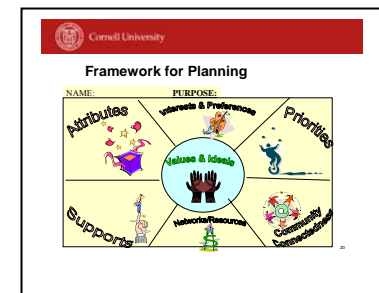 Cornell University
Framework for Planning
NAME: PURPOSE:
Attributes
Interests & Preferences
Priorities
Values & Ideals
Supports
Networks/Resources
Community
Connectedness
20